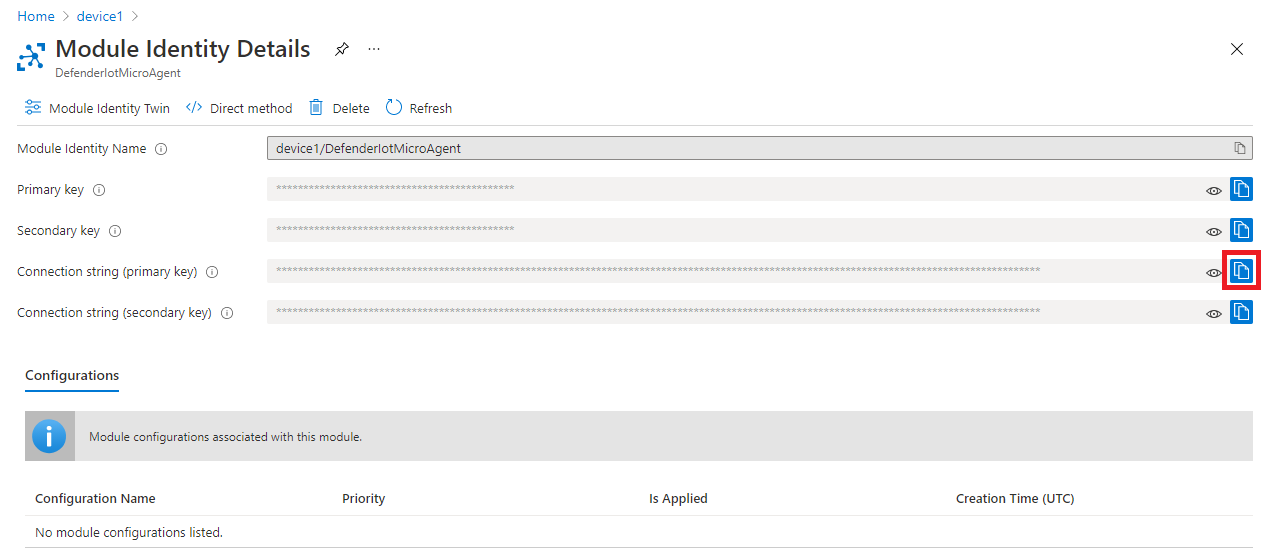 Home > device1 >
Module Identity Details ...
DefenderIotMicroAgent
Module Identity Twin </> Direct method Delete Refresh
Module Identity Name device1/DefenderIotMicroAgent
Primary key ********************************************
Secondary key ********************************************
Connection string (primary key) **********************************************************************************************************************************************
Connection string (secondary key) **********************************************************************************************************************************************
Configurations
Module configurations associated with this module.
Configuration Name Priority Is Applied Creation Time (UTC)
No module configurations listed.